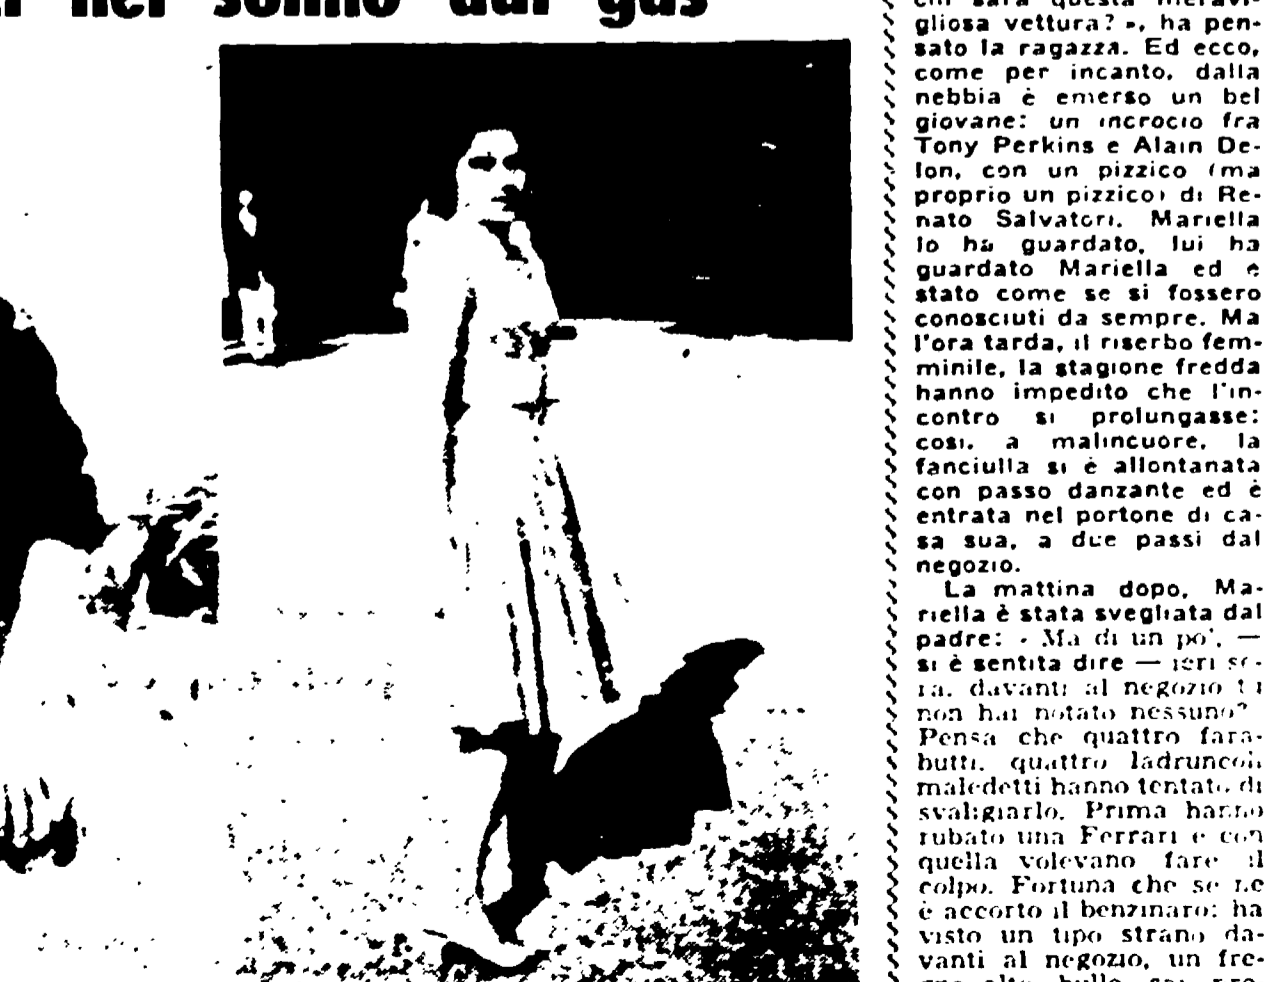 nel sonno dal gas
chi sarà questa meravi-
gliosa vettura? », ha pen-
sato la ragazza. Ed ecco,
come per incanto, dalla
nebbia è emerso un bel
giovane: un incrocio fra
Tony Perkins e Alain De-
lon, con un pizzico (ma
proprio un pizzico) di Re-
nato Salvatori. Mariella
lo ha guardato, lui ha
guardato Mariella ed è
stato come se si fossero
conosciuti da sempre. Ma
l'ora tarda, il riserbo fem-
minile, la stagione fredda
hanno impedito che l'in-
contro si prolungasse:
così, a malincuore, la
fanciulla si è allontanata
con passo danzante ed è
entrata nel portone di ca-
sa sua, a due passi dal
negozio.
La mattina dopo, Ma-
riella è stata svegliata dal
padre: « Ma di un po', —
si è sentita dire — ieri se-
ra, davanti al negozio tu
non hai notato nessuno?
Pensa che quattro fara-
butti, quattro ladruncoli
maledetti hanno tentato di
svaligiarlo. Prima hanno
rubato una Ferrari e con
quella volevano fare il
colpo. Fortuna che se ne
è accorto il benzinaro: ha
visto un tipo strano da-
vanti al negozio, un fre-